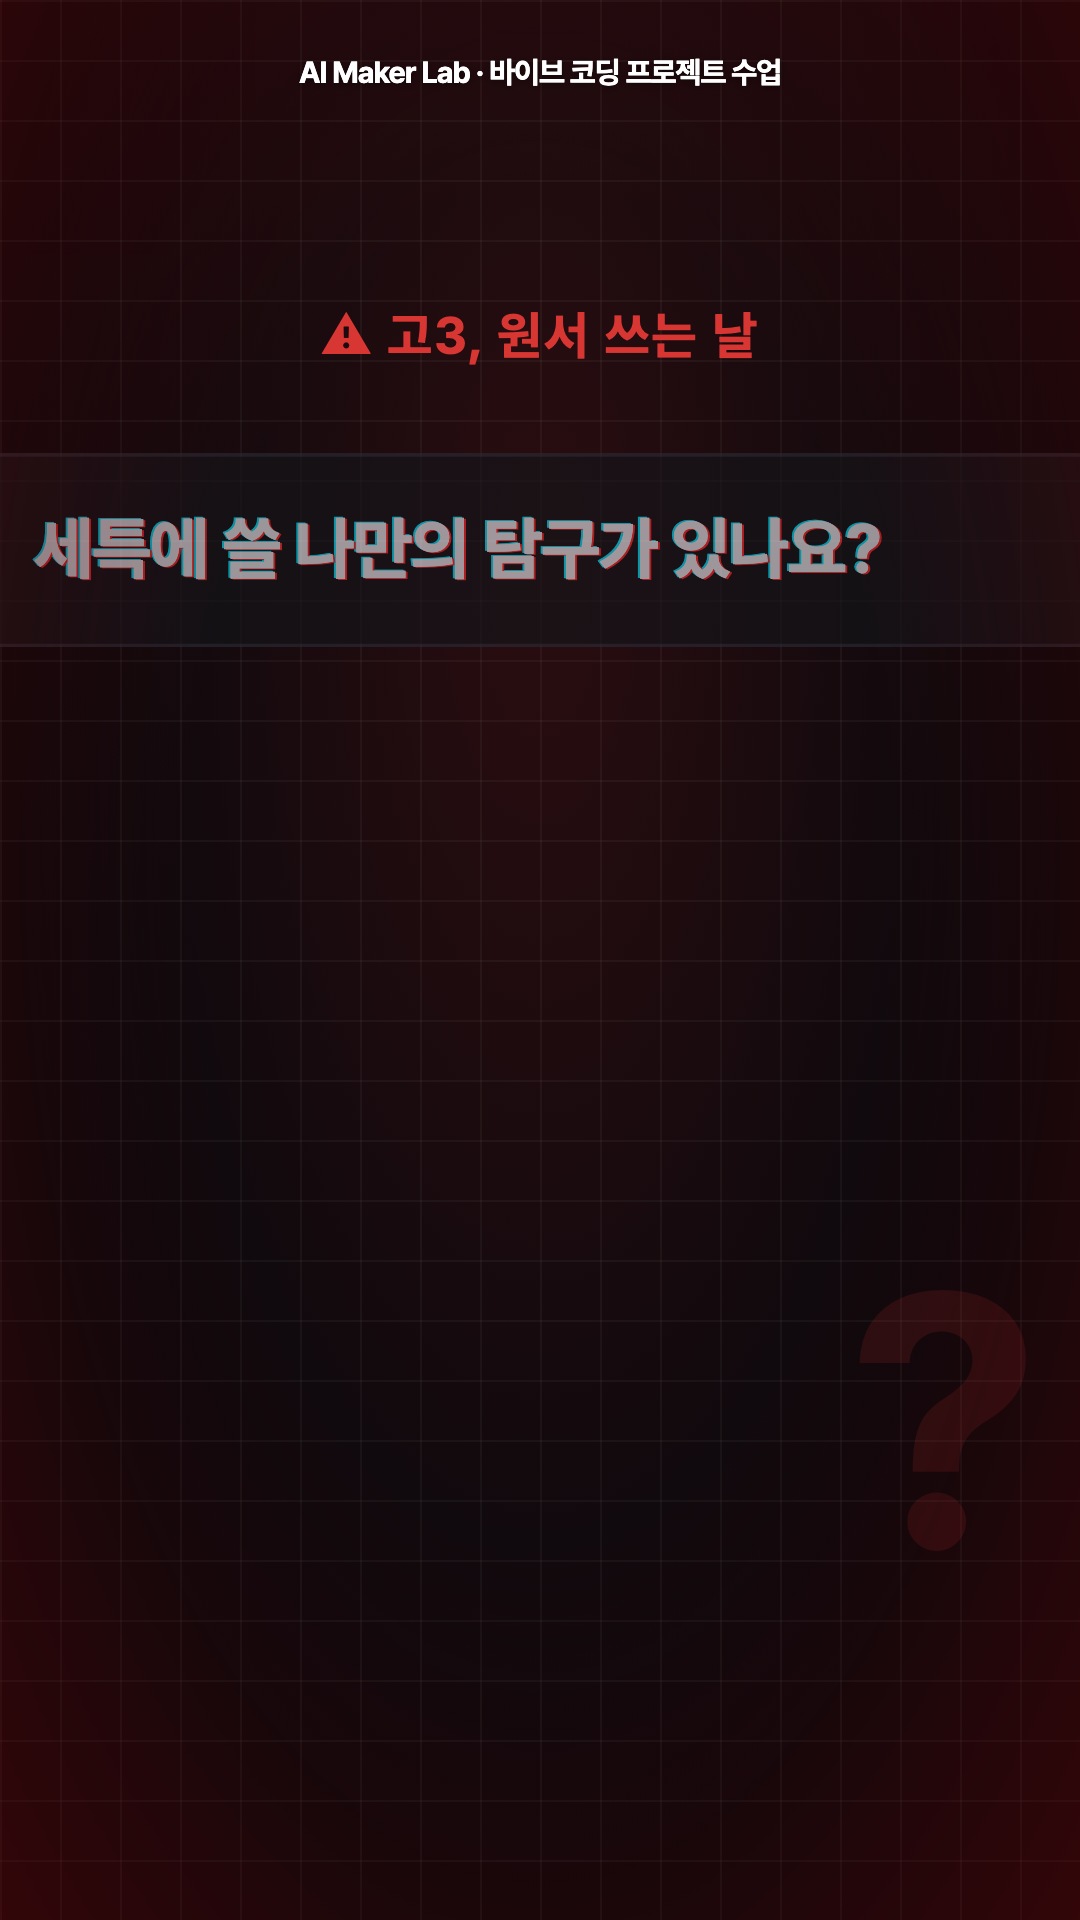 AI Maker Lab · 바이브 코딩 프로젝트 수업
⚠ 고3, 원서 쓰는 날
세특에 쓸 나만의 탐구가 있나요?
?